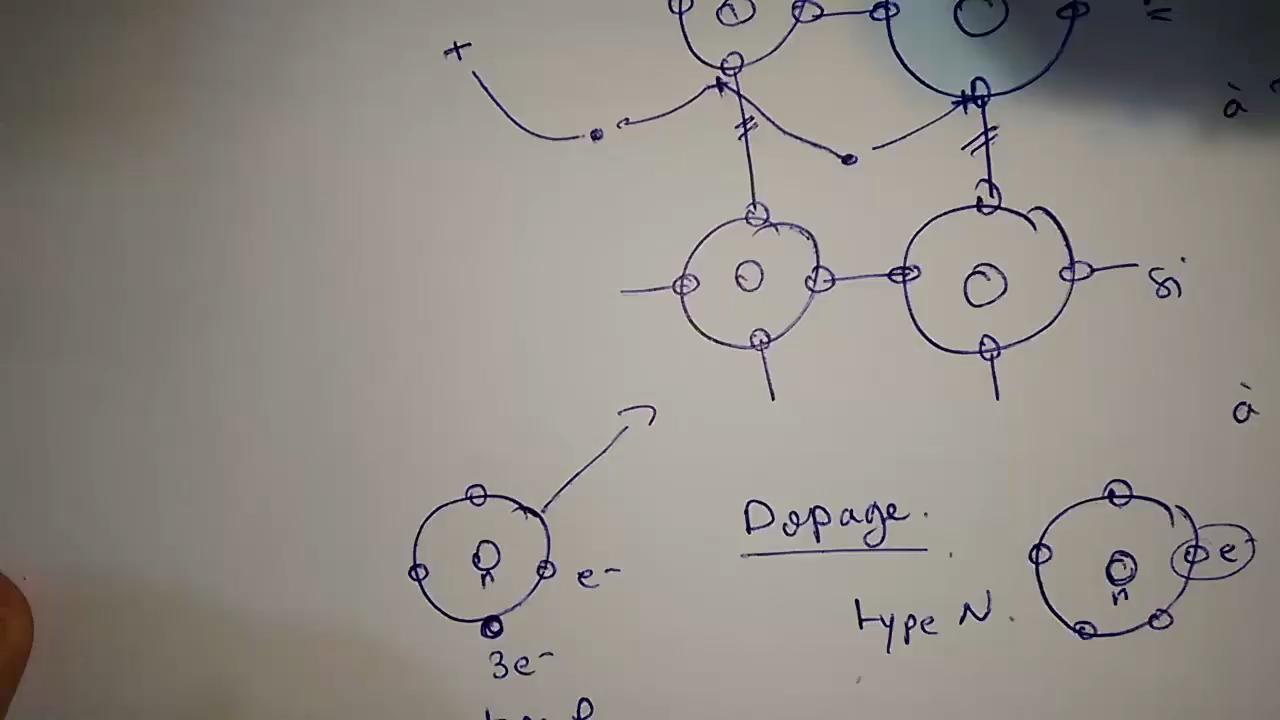 +
à
Si
à
Dopage.
n
e-
n
e-
type N.
3e-